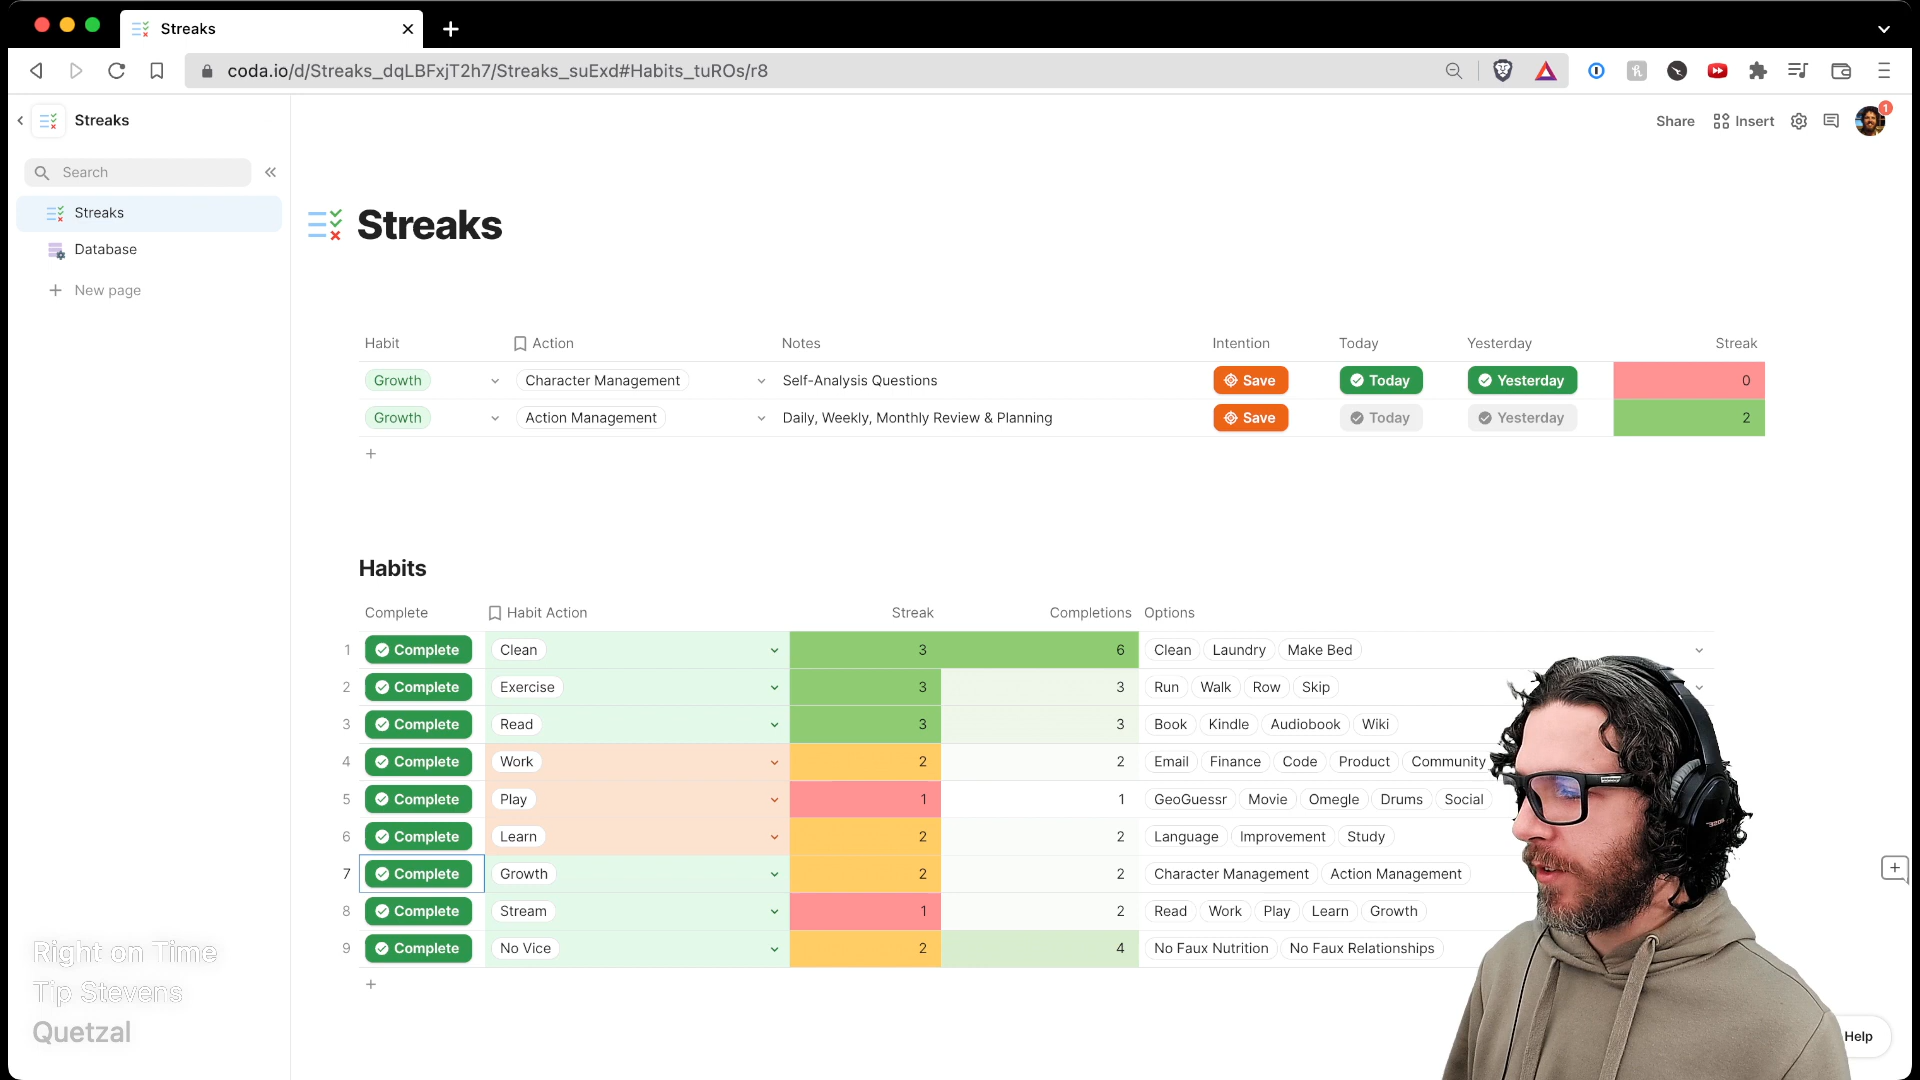 Streaks
coda.io/d/Streaks_dqLBFxjT2h7/Streaks_suExd#Habits_tuROs/r8
Streaks
Share Insert 1
Search
Streaks
Database
New page
Streaks
Habit Action Notes Intention Today Yesterday Streak
Growth Character Management Self-Analysis Questions Save Today Yesterday 0
Growth Action Management Daily, Weekly, Monthly Review & Planning Save Today Yesterday 2
Habits
Complete Habit Action Streak Completions Options
1 Complete Clean 3 6 Clean Laundry Make Bed
2 Complete Exercise 3 3 Run Walk Row Skip
3 Complete Read 3 3 Book Kindle Audiobook Wiki
4 Complete Work 2 2 Email Finance Code Product Community
5 Complete Play 1 1 GeoGuessr Movie Omegle Drums Social
6 Complete Learn 2 2 Language Improvement Study
7 Complete Growth 2 2 Character Management Action Management
8 Complete Stream 1 2 Read Work Play Learn Growth
9 Complete No Vice 2 4 No Faux Nutrition No Faux Relationships
Right on Time
Tip Stevens
Quetzal
Help